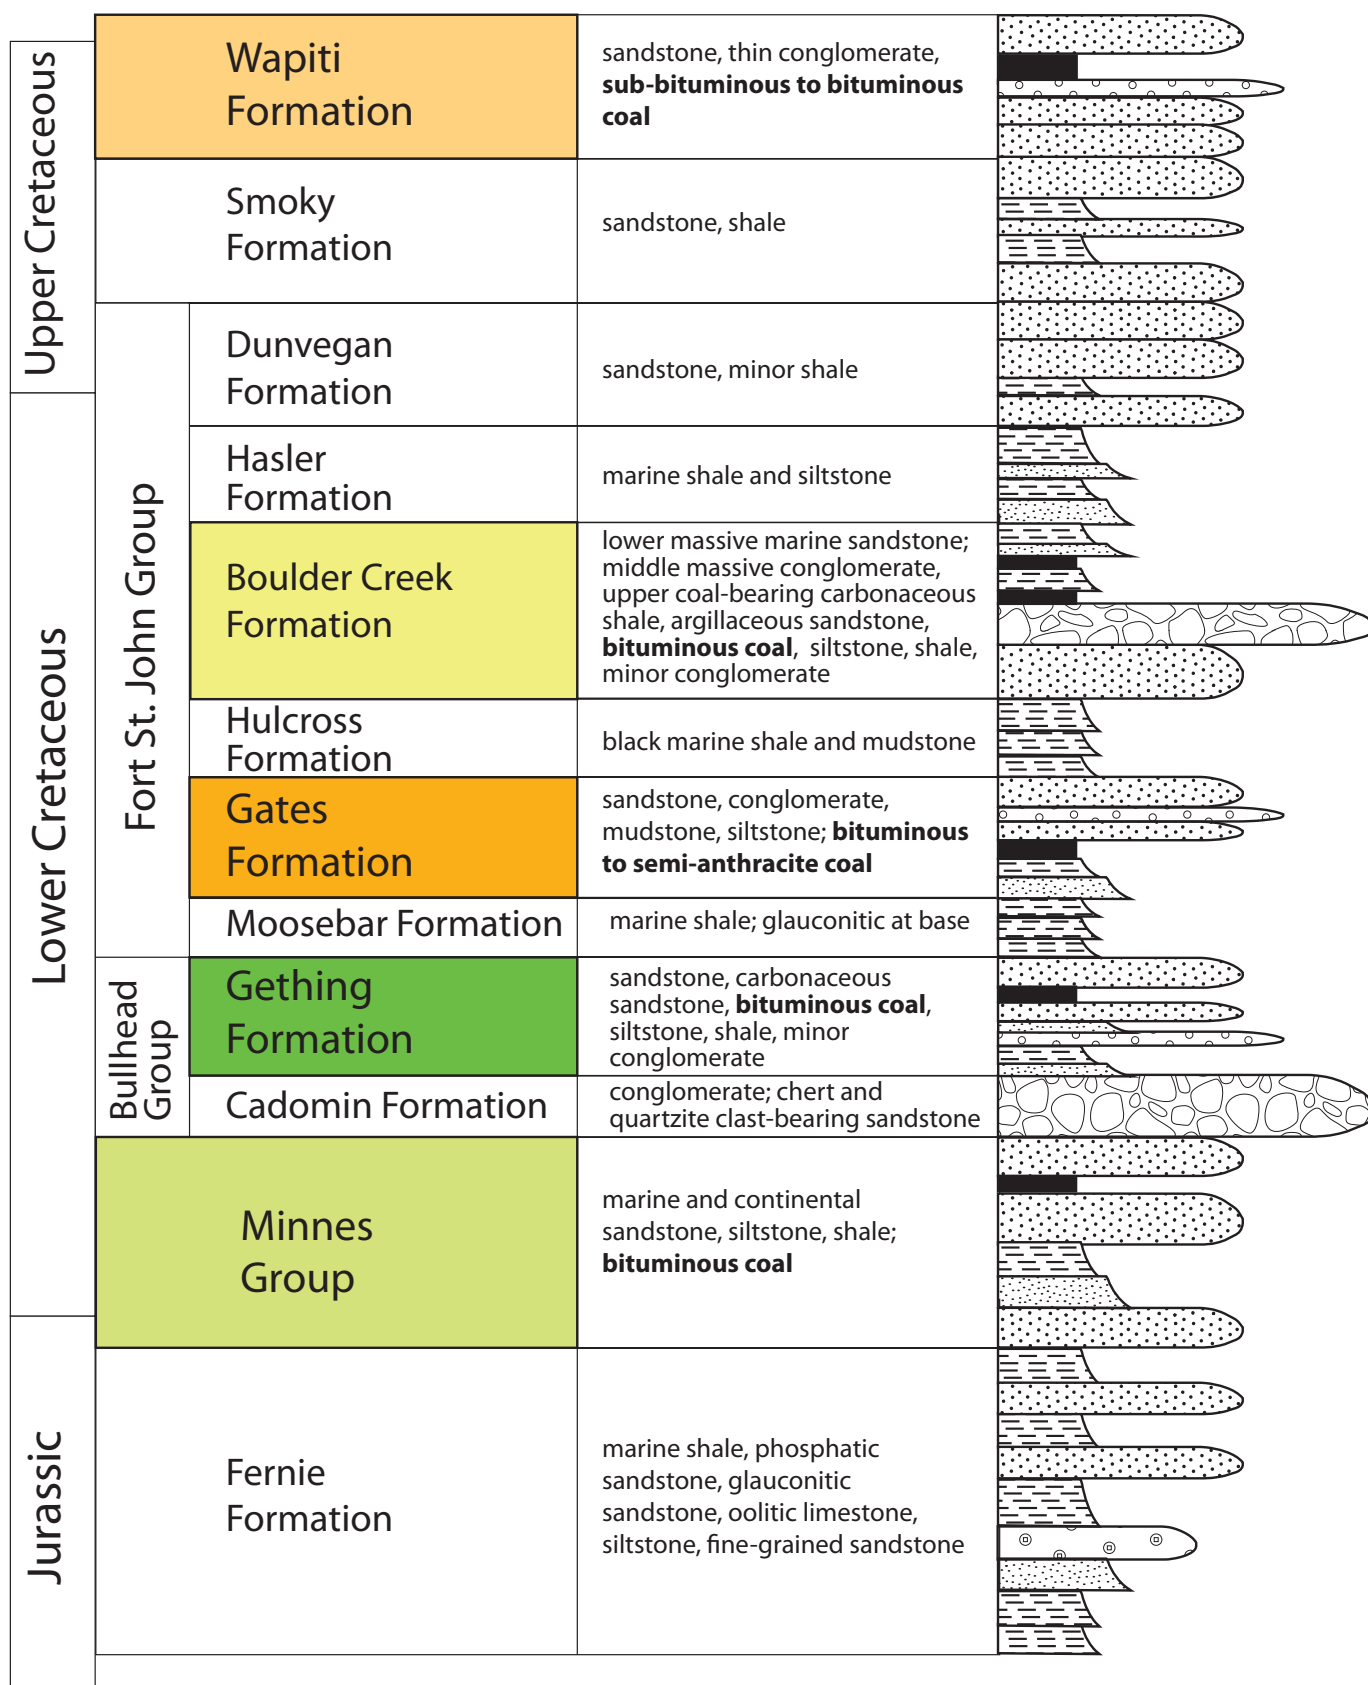 Upper Cretaceous
Wapiti
Formation
sandstone, thin conglomerate,
sub-bituminous to bituminous
coal
Smoky
Formation
sandstone, shale
Fort St. John Group
Dunvegan
Formation
sandstone, minor shale
Lower Cretaceous
Hasler
Formation
marine shale and siltstone
Boulder Creek
Formation
lower massive marine sandstone;
middle massive conglomerate,
upper coal-bearing carbonaceous
shale, argillaceous sandstone,
bituminous coal, siltstone, shale,
minor conglomerate
Hulcross
Formation
black marine shale and mudstone
Gates
Formation
sandstone, conglomerate,
mudstone, siltstone; bituminous
to semi-anthracite coal
Moosebar Formation
marine shale; glauconitic at base
Bullhead
Group
Gething
Formation
sandstone, carbonaceous
sandstone, bituminous coal,
siltstone, shale, minor
conglomerate
Cadomin Formation
conglomerate; chert and
quartzite clast-bearing sandstone
Minnes
Group
marine and continental
sandstone, siltstone, shale;
bituminous coal
Jurassic
Fernie
Formation
marine shale, phosphatic
sandstone, glauconitic
sandstone, oolitic limestone,
siltstone, fine-grained sandstone